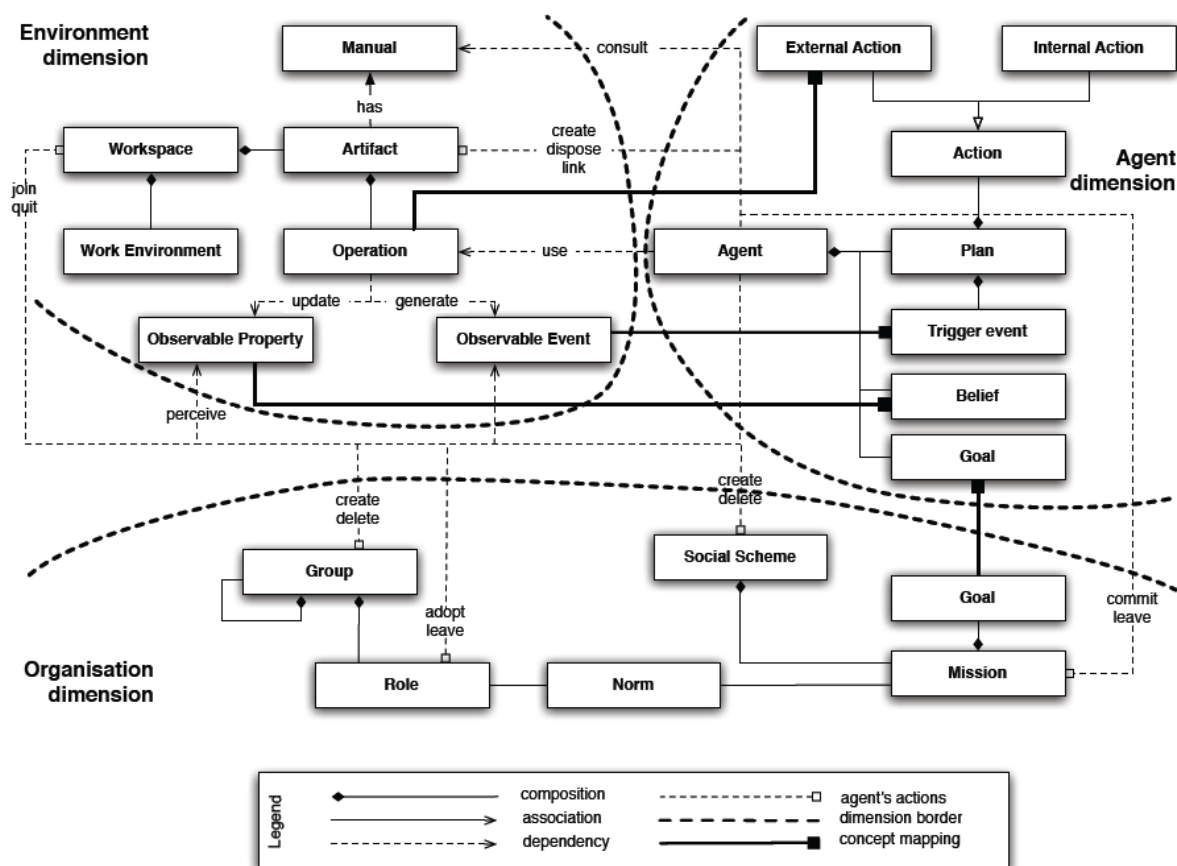 Environment
dimension
Manual
consult
External Action
Internal Action
has
Workspace
Artifact
create
dispose
link
Action
Agent
dimension
join
quit
Work Environment
Operation
use
Agent
Plan
update
generate
Observable Property
Observable Event
Trigger event
perceive
Belief
Goal
create
delete
create
delete
Group
Social Scheme
Goal
adopt
leave
commit
leave
Organisation
dimension
Role
Norm
Mission
Legend
composition
agent's actions
association
dimension border
dependency
concept mapping